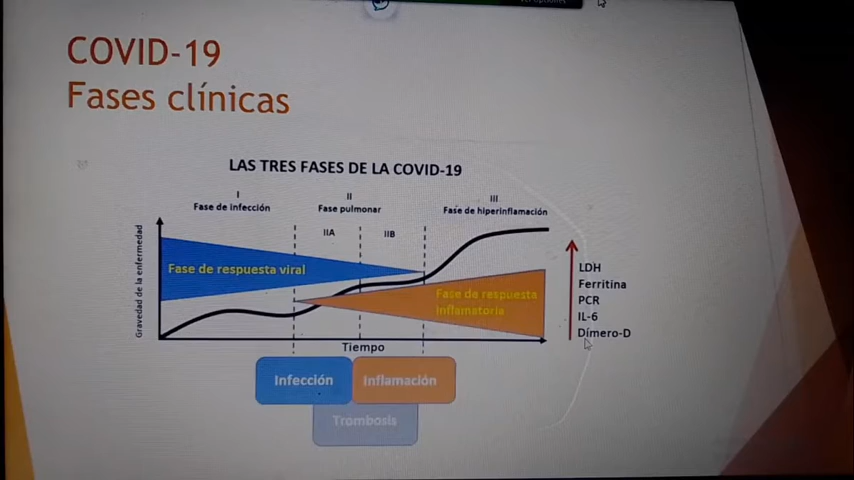 COVID-19
Fases clínicas
LAS TRES FASES DE LA COVID-19
I
Fase de infección
II
Fase pulmonar
III
Fase de hiperinflamación
IIA
IIB
Gravedad de la enfermedad
Fase de respuesta viral
Fase de respuesta
inflamatoria
LDH
Ferritina
PCR
IL-6
Dímero-D
Tiempo
Infección
Inflamación
Trombosis